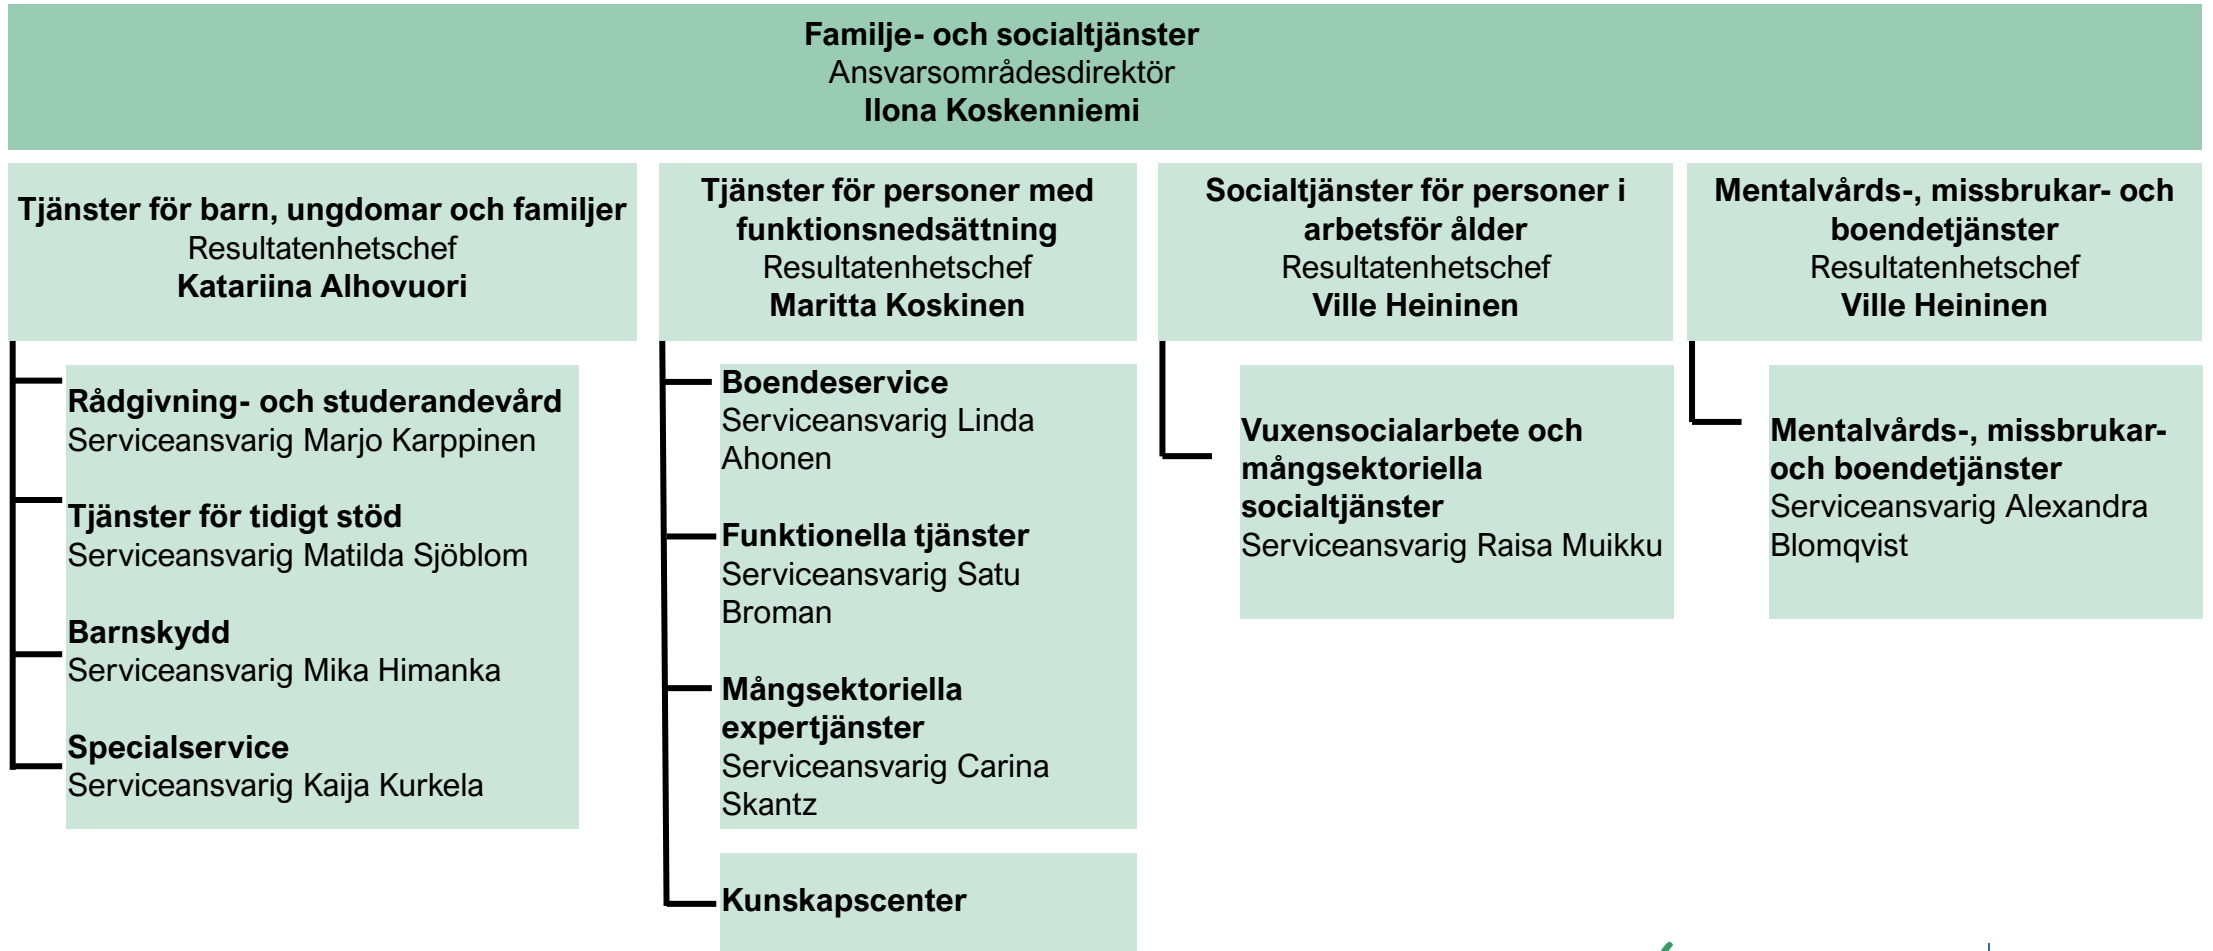 Familje- och socialtjänster
Ansvarsområdesdirektör
Ilona Koskenniemi
Tjänster för barn, ungdomar och familjer
Resultatenhetschef
Katariina Alhovuori
Rådgivning- och studerandevård
Serviceansvarig Marjo Karppinen
Tjänster för tidigt stöd
Serviceansvarig Matilda Sjöblom
Barnskydd
Serviceansvarig Mika Himanka
Specialservice
Serviceansvarig Kaija Kurkela
Tjänster för personer med
funktionsnedsättning
Resultatenhetschef
Maritta Koskinen
Boendeservice
Serviceansvarig Linda
Ahonen
Funktionella tjänster
Serviceansvarig Satu
Broman
Mångsektoriella
expertjänster
Serviceansvarig Carina
Skantz
Kunskapscenter
Socialtjänster för personer i
arbetsför ålder
Resultatenhetschef
Ville Heininen
Vuxensocialarbete och
mångsektoriella
socialtjänster
Serviceansvarig Raisa Muikku
Mentalvårds-, missbrukar- och
boendetjänster
Resultatenhetschef
Ville Heininen
Mentalvårds-, missbrukar-
och boendetjänster
Serviceansvarig Alexandra
Blomqvist